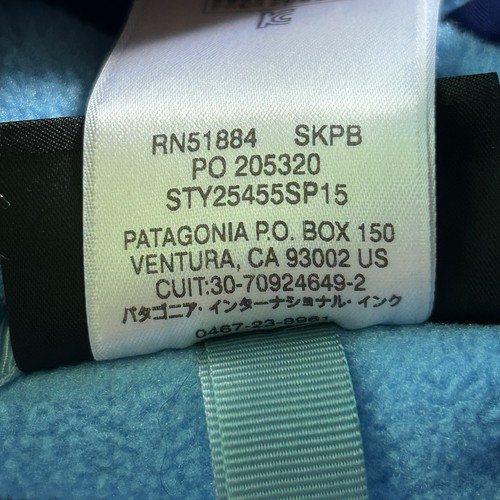 RN51884 SKPB
PO 205320
STY25455SP15
PATAGONIA P.O. BOX 150
VENTURA, CA 93002 US
CUIT:30-70924649-2
パタゴニア・インターナショナル・インク